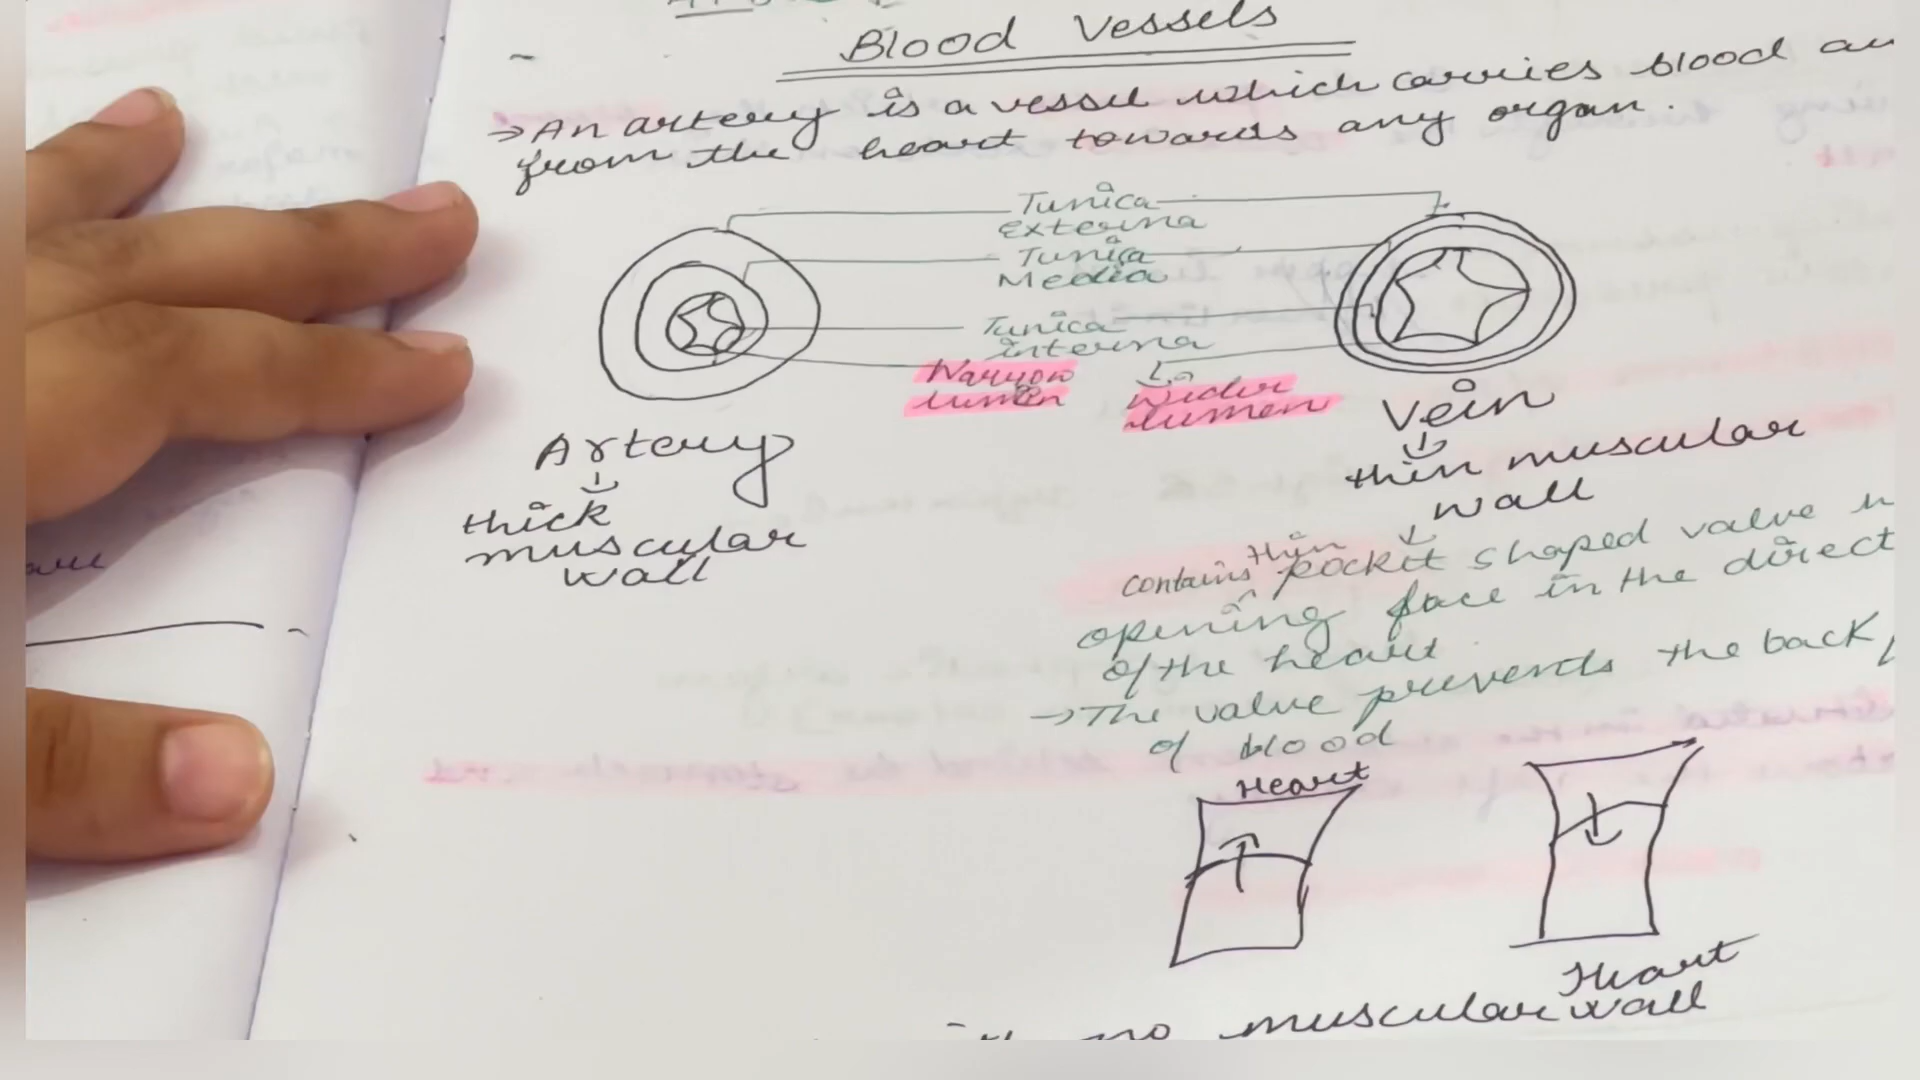 Blood Vessels
→ An artery is a vessel which carries blood
from the heart towards any organ.
Tunica
externa
Tunica
Media
Tunica
interna
Narrow
lumen
wider
lumen
Artery
thick
muscular
wall
Vein
thin muscular
wall
contains thin pocket shaped valve
opening face in the direct
of the heart.
→ The valve prevents the back
of blood
Heart
Heart
no muscular wall